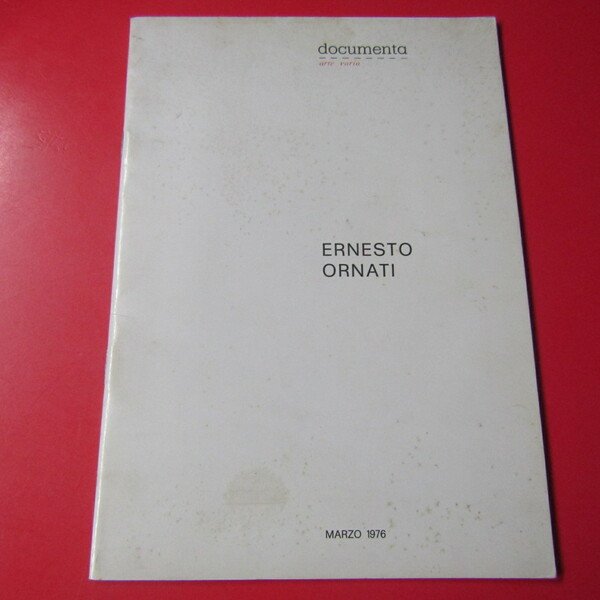 documenta
arte varia
ERNESTO
ORNATI
MARZO 1976